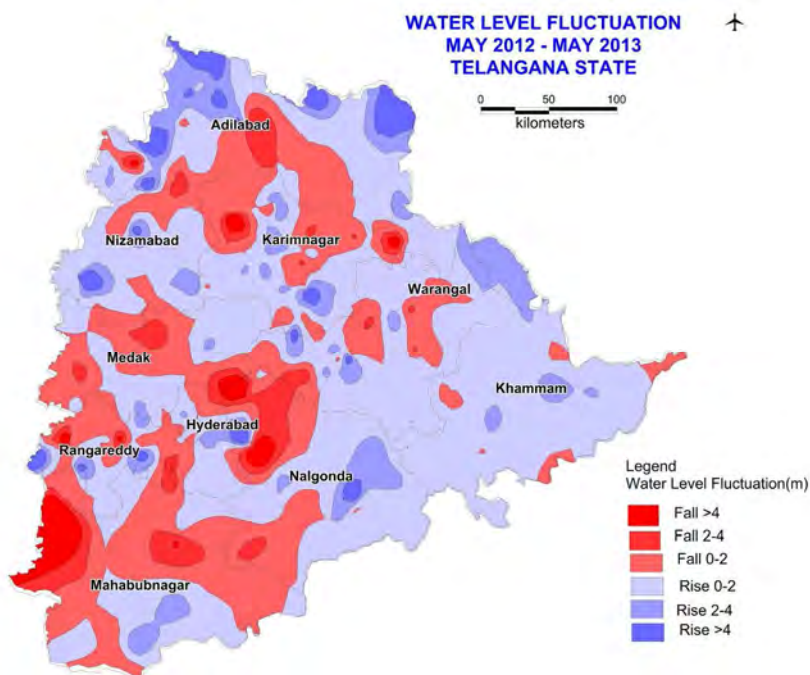 WATER LEVEL FLUCTUATION
MAY 2012 - MAY 2013
TELANGANA STATE
0 50 100
kilometers
Adilabad
Nizamabad
Karimnagar
Warangal
Medak
Khammam
Hyderabad
Rangareddy
Nalgonda
Mahabubnagar
Legend
Water Level Fluctuation(m)
Fall >4
Fall 2-4
Fall 0-2
Rise 0-2
Rise 2-4
Rise >4